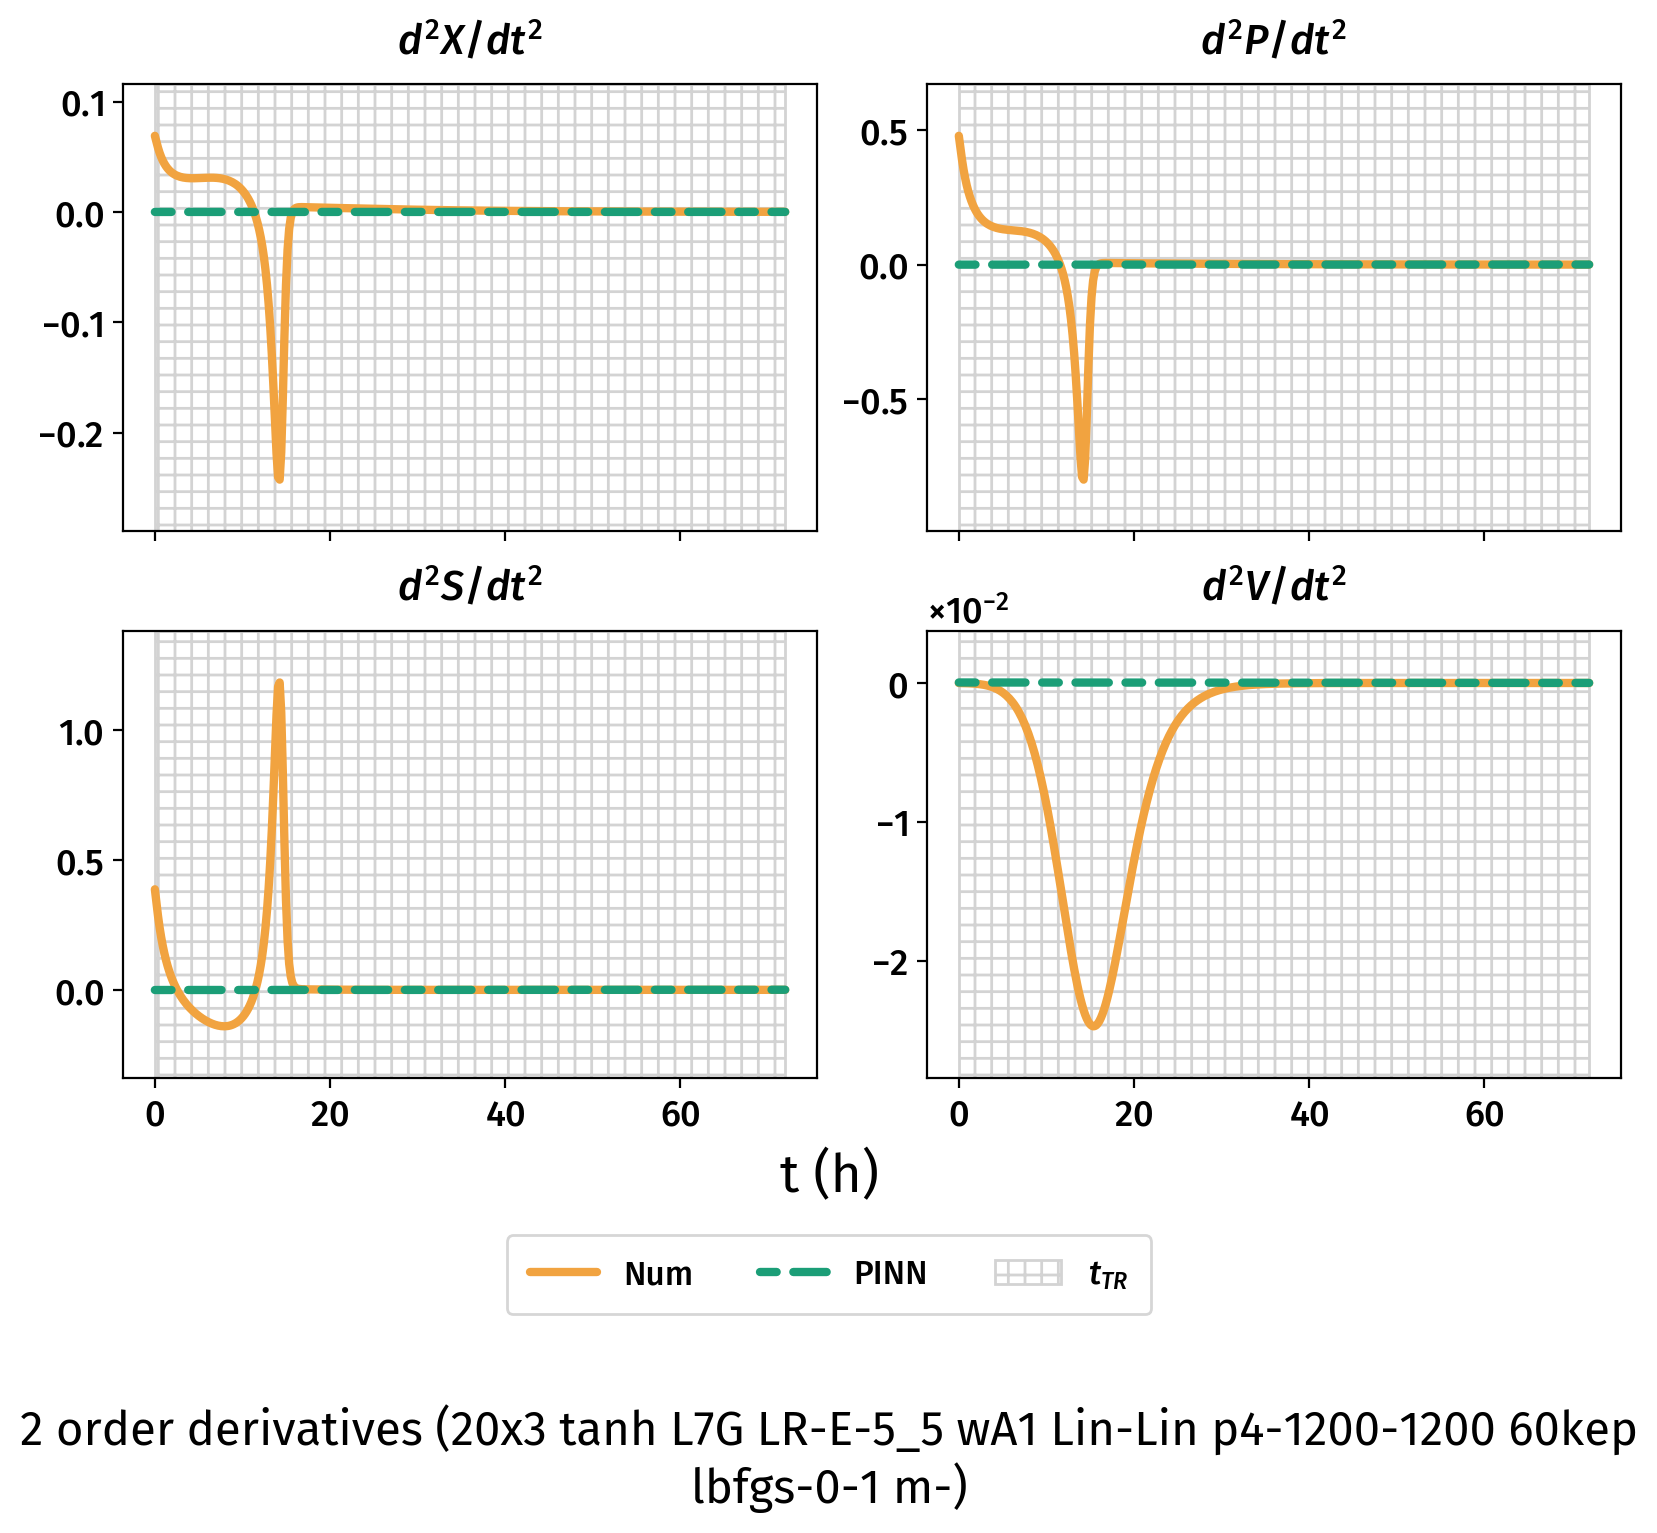 d²X/dt²
d²P/dt²
0.1
0.0
−0.1
−0.2
0.5
0.0
−0.5
d²S/dt²
d²V/dt²
×10⁻²
1.0
0.5
0.0
0
−1
−2
0 20 40 60
0 20 40 60
t (h)
Num PINN t_TR
2 order derivatives (20x3 tanh L7G LR-E-5_5 wA1 Lin-Lin p4-1200-1200 60kep
lbfgs-0-1 m-)